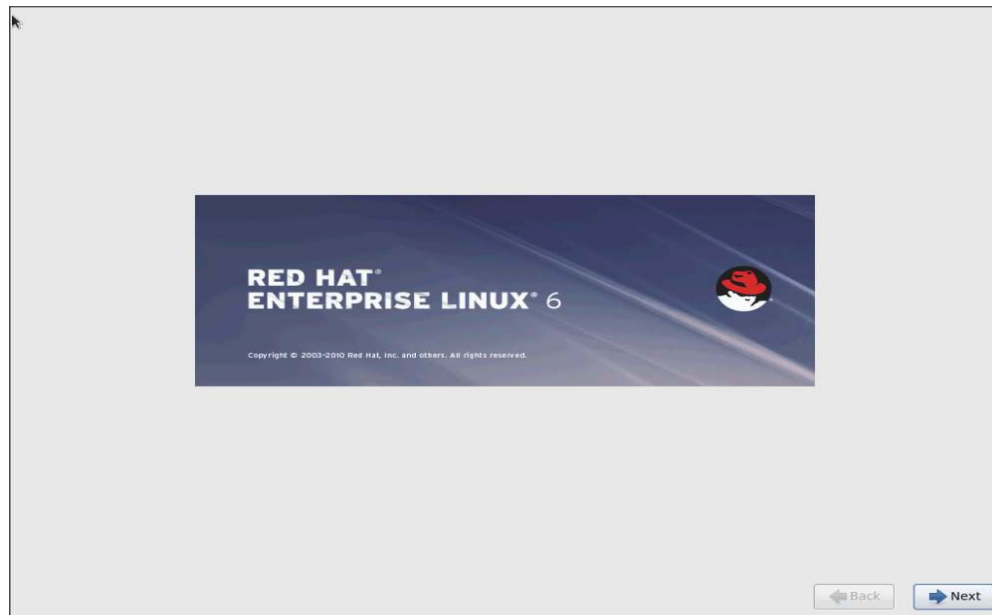 RED HAT®
ENTERPRISE LINUX® 6
Copyright © 2003-2010 Red Hat, Inc. and others. All rights reserved.
Back
Next